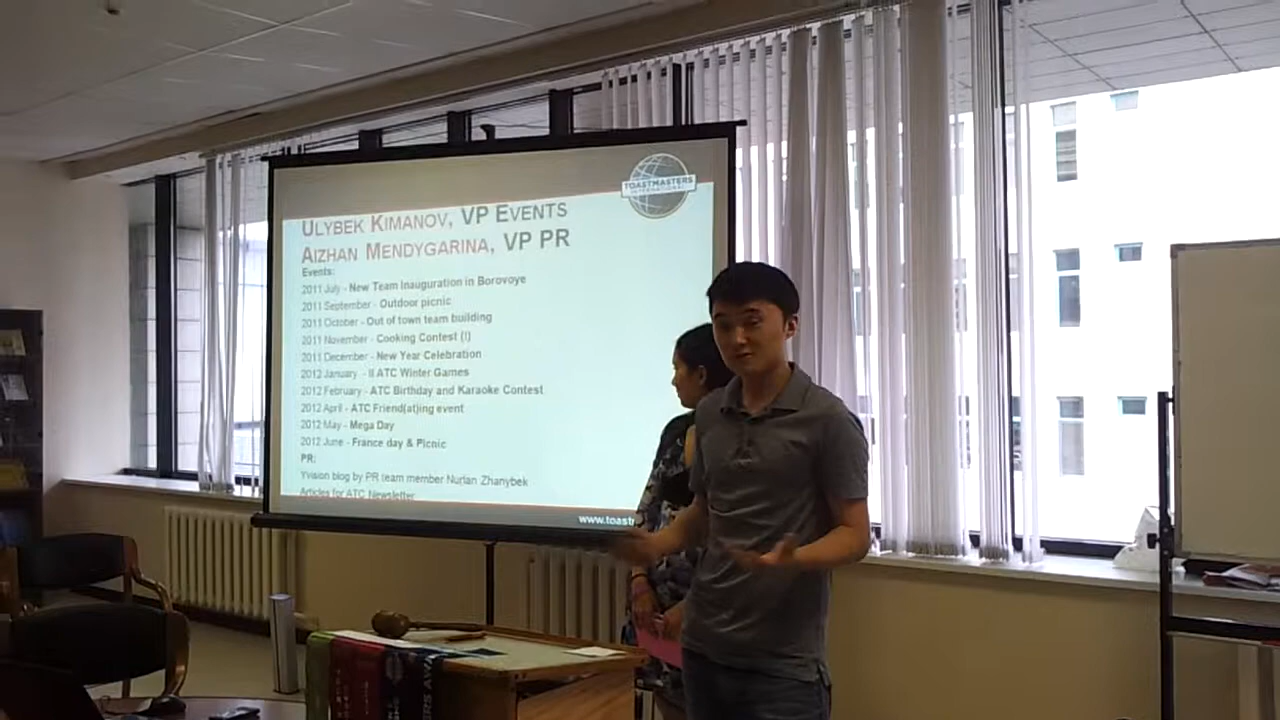 TOASTMASTERS
INTERNATIONAL
ULYBEK KIMANOV, VP EVENTS
AIZHAN MENDYGARINA, VP PR
Events:
2011 July - New Team Inauguration in Borovoye
2011 September - Outdoor picnic
2011 October - Out of town team building
2011 November - Cooking Contest (!)
2011 December - New Year Celebration
2012 January - II ATC Winter Games
2012 February - ATC Birthday and Karaoke Contest
2012 April - ATC Friend(at)ing event
2012 May - Mega Day
2012 June - France day & Picnic
PR:
Yvision blog by PR team member Nurlan Zhanybek
Articles for ATC Newsletter
www.toastr